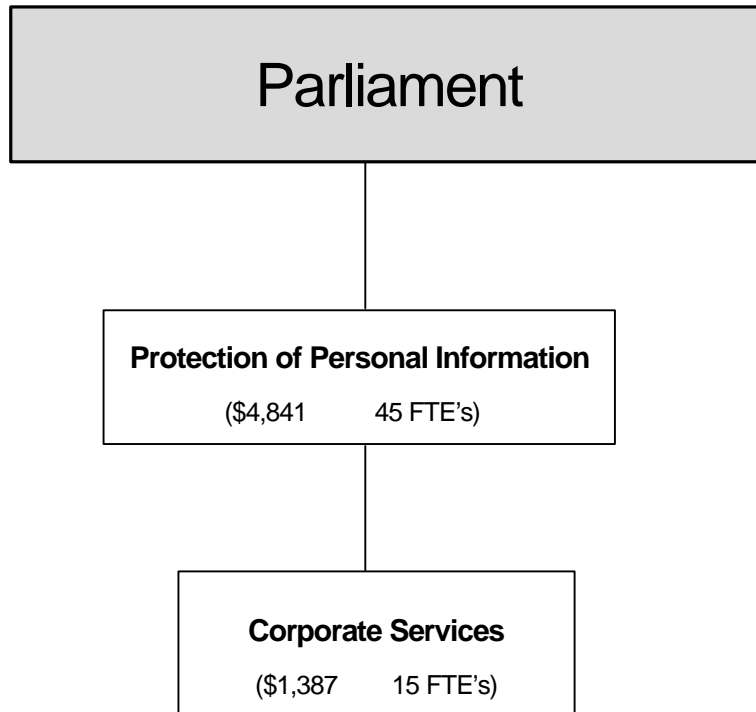 Parliament
Protection of Personal Information
($4,841 45 FTE’s)
Corporate Services
($1,387 15 FTE’s)